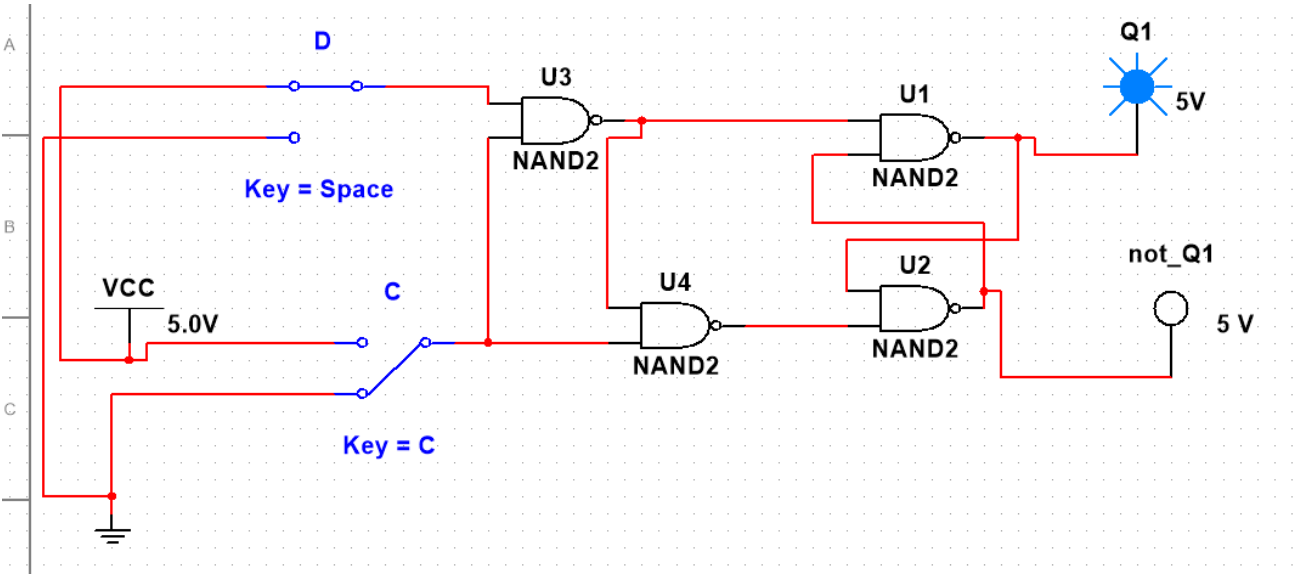 A
D
Q1
5V
U3
NAND2
U1
NAND2
Key = Space
B
not_Q1
5 V
U2
NAND2
U4
NAND2
VCC
5.0V
C
C
Key = C